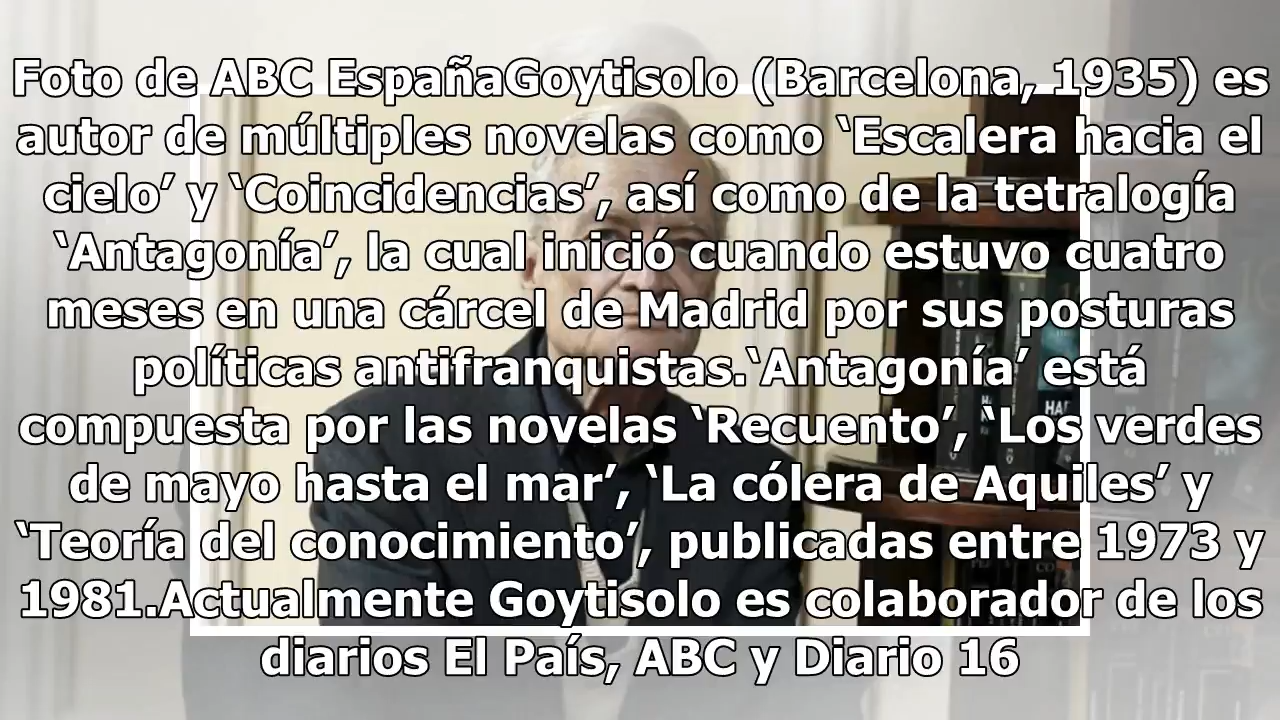 Foto de ABC EspañaGoytisolo (Barcelona, 1935) es
autor de múltiples novelas como ‘Escalera hacia el
cielo’ y ‘Coincidencias’, así como de la tetralogía
‘Antagonía’, la cual inició cuando estuvo cuatro
meses en una cárcel de Madrid por sus posturas
políticas antifranquistas.‘Antagonía’ está
compuesta por las novelas ‘Recuento’, ‘Los verdes
de mayo hasta el mar’, ‘La cólera de Aquiles’ y
‘Teoría del conocimiento’, publicadas entre 1973 y
1981.Actualmente Goytisolo es colaborador de los
diarios El País, ABC y Diario 16